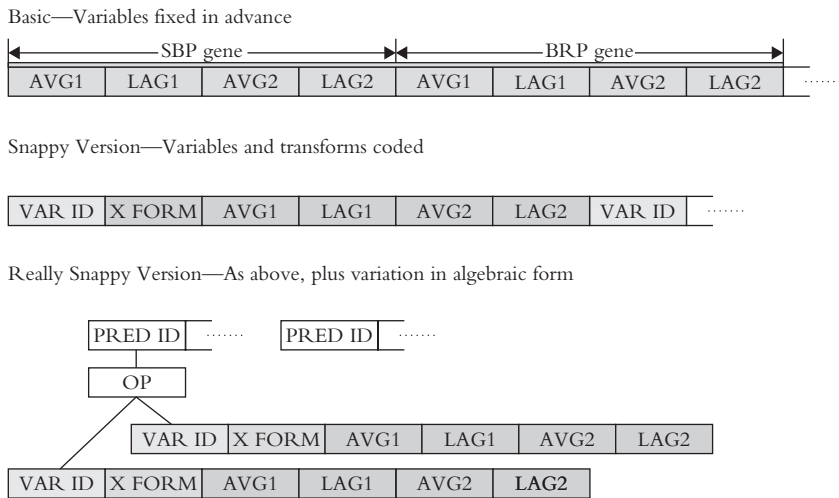 Basic—Variables fixed in advance
SBP gene BRP gene
AVG1 LAG1 AVG2 LAG2 AVG1 LAG1 AVG2 LAG2 .......
Snappy Version—Variables and transforms coded
VAR ID X FORM AVG1 LAG1 AVG2 LAG2 VAR ID .......
Really Snappy Version—As above, plus variation in algebraic form
PRED ID ....... PRED ID .......
OP
VAR ID X FORM AVG1 LAG1 AVG2 LAG2
VAR ID X FORM AVG1 LAG1 AVG2 LAG2